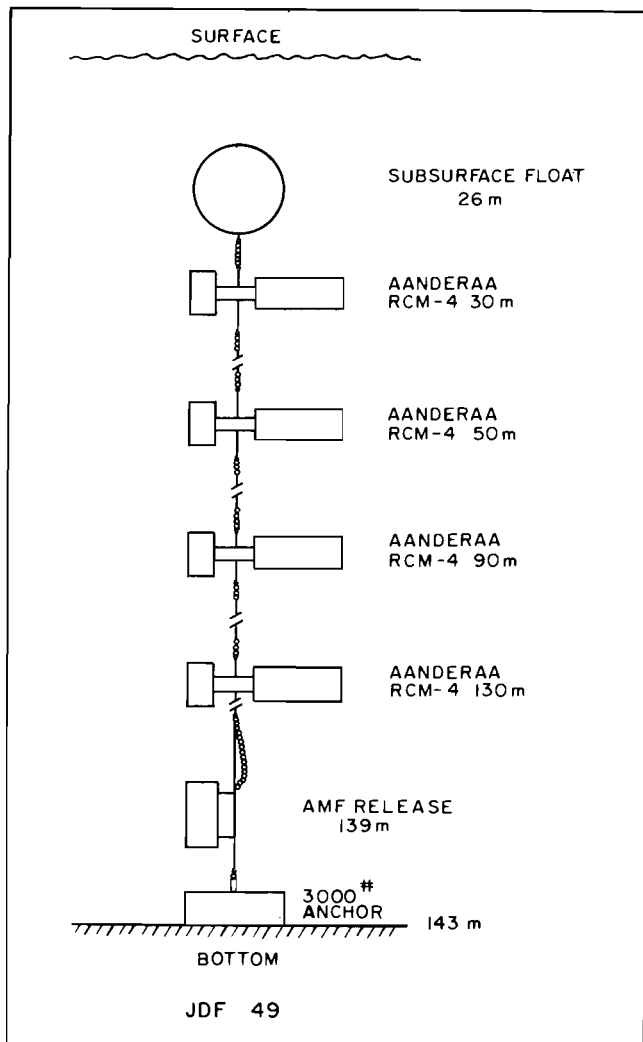 SURFACE
SUBSURFACE FLOAT
26 m
AANDERAA
RCM-4 30 m
AANDERAA
RCM-4 50 m
AANDERAA
RCM-4 90 m
AANDERAA
RCM-4 130 m
AMF RELEASE
139 m
3000 #
ANCHOR
143 m
BOTTOM
JDF 49